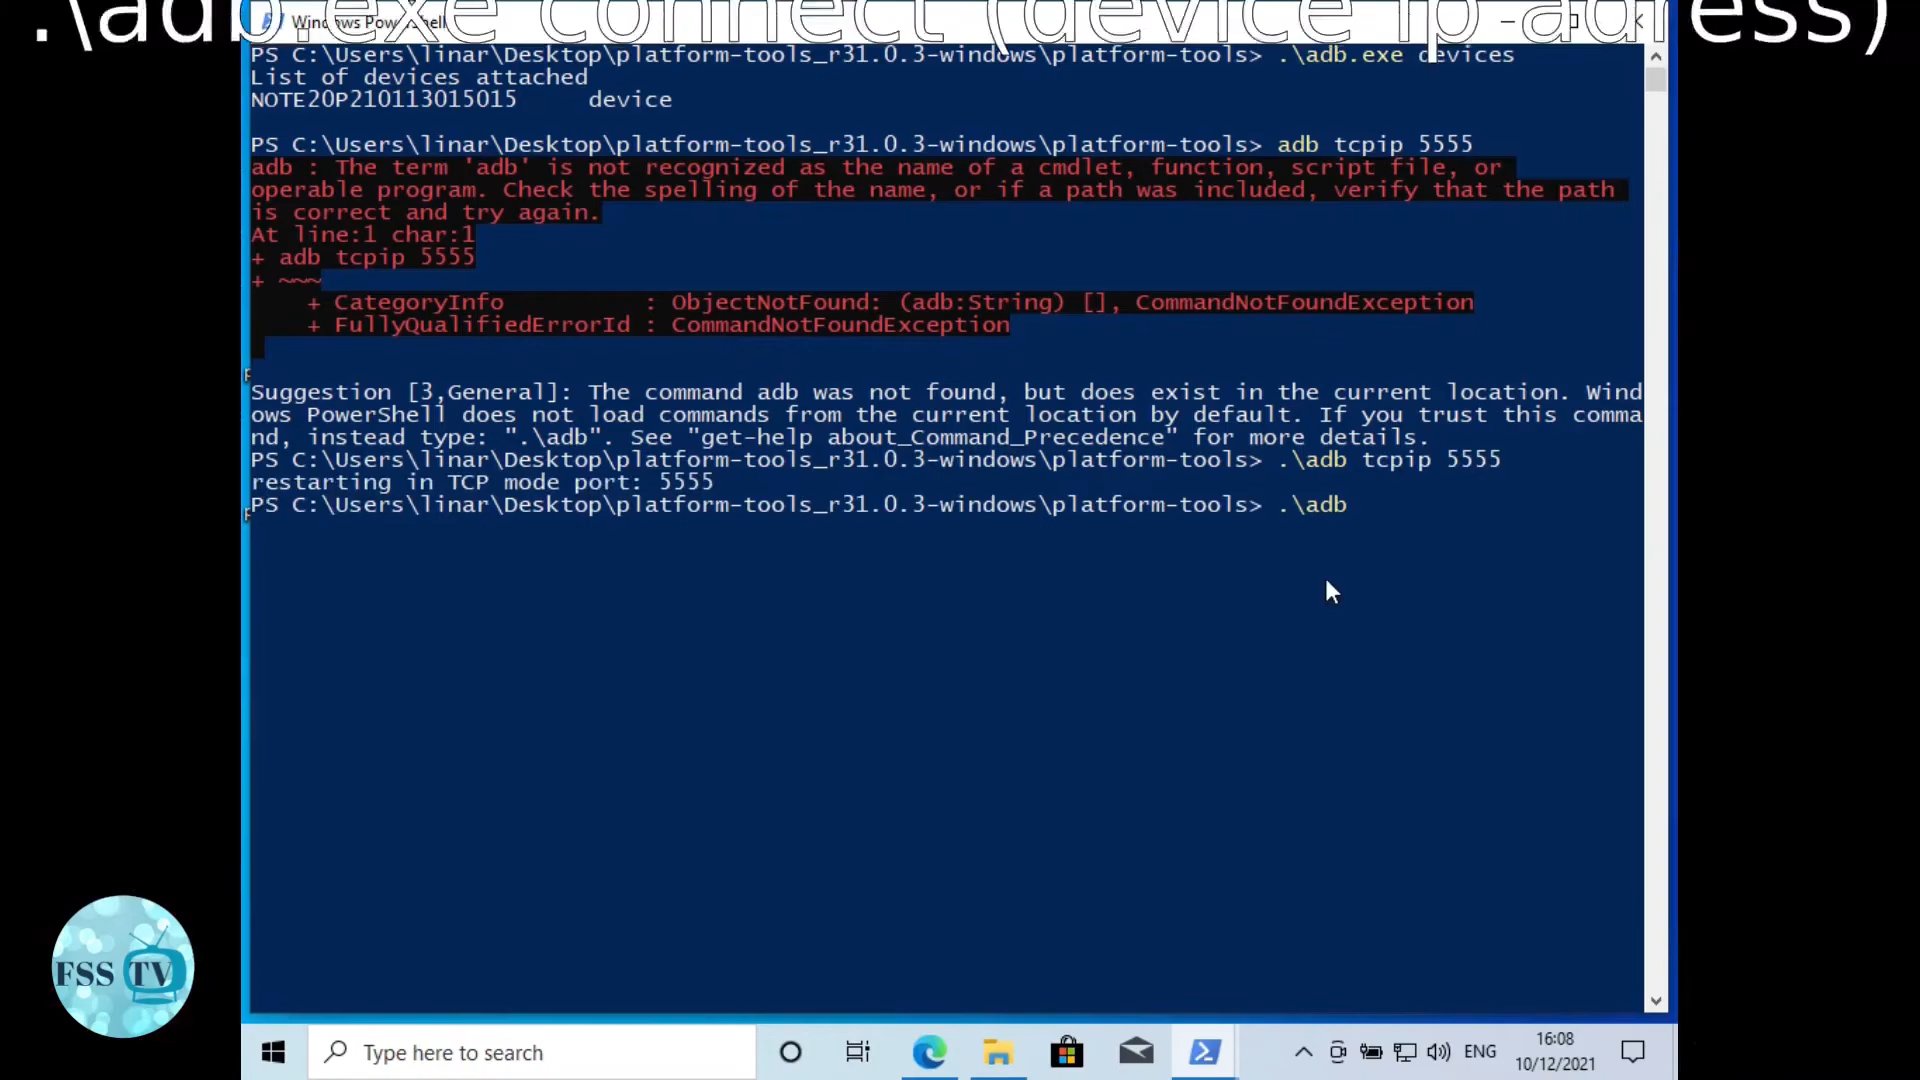 .\adb.exe connect (device ip adress)
Windows PowerShell
PS C:\Users\linar\Desktop\platform-tools_r31.0.3-windows\platform-tools> .\adb.exe devices
List of devices attached
NOTE20P210113015015     device
PS C:\Users\linar\Desktop\platform-tools_r31.0.3-windows\platform-tools> adb tcpip 5555
adb : The term 'adb' is not recognized as the name of a cmdlet, function, script file, or
operable program. Check the spelling of the name, or if a path was included, verify that the path
is correct and try again.
At line:1 char:1
+ adb tcpip 5555
+ ~~~
    + CategoryInfo          : ObjectNotFound: (adb:String) [], CommandNotFoundException
    + FullyQualifiedErrorId : CommandNotFoundException
Suggestion [3,General]: The command adb was not found, but does exist in the current location. Wind
ows PowerShell does not load commands from the current location by default. If you trust this comma
nd, instead type: ".\adb". See "get-help about_Command_Precedence" for more details.
PS C:\Users\linar\Desktop\platform-tools_r31.0.3-windows\platform-tools> .\adb tcpip 5555
restarting in TCP mode port: 5555
PS C:\Users\linar\Desktop\platform-tools_r31.0.3-windows\platform-tools> .\adb
FSS TV
Type here to search
ENG
16:08
10/12/2021